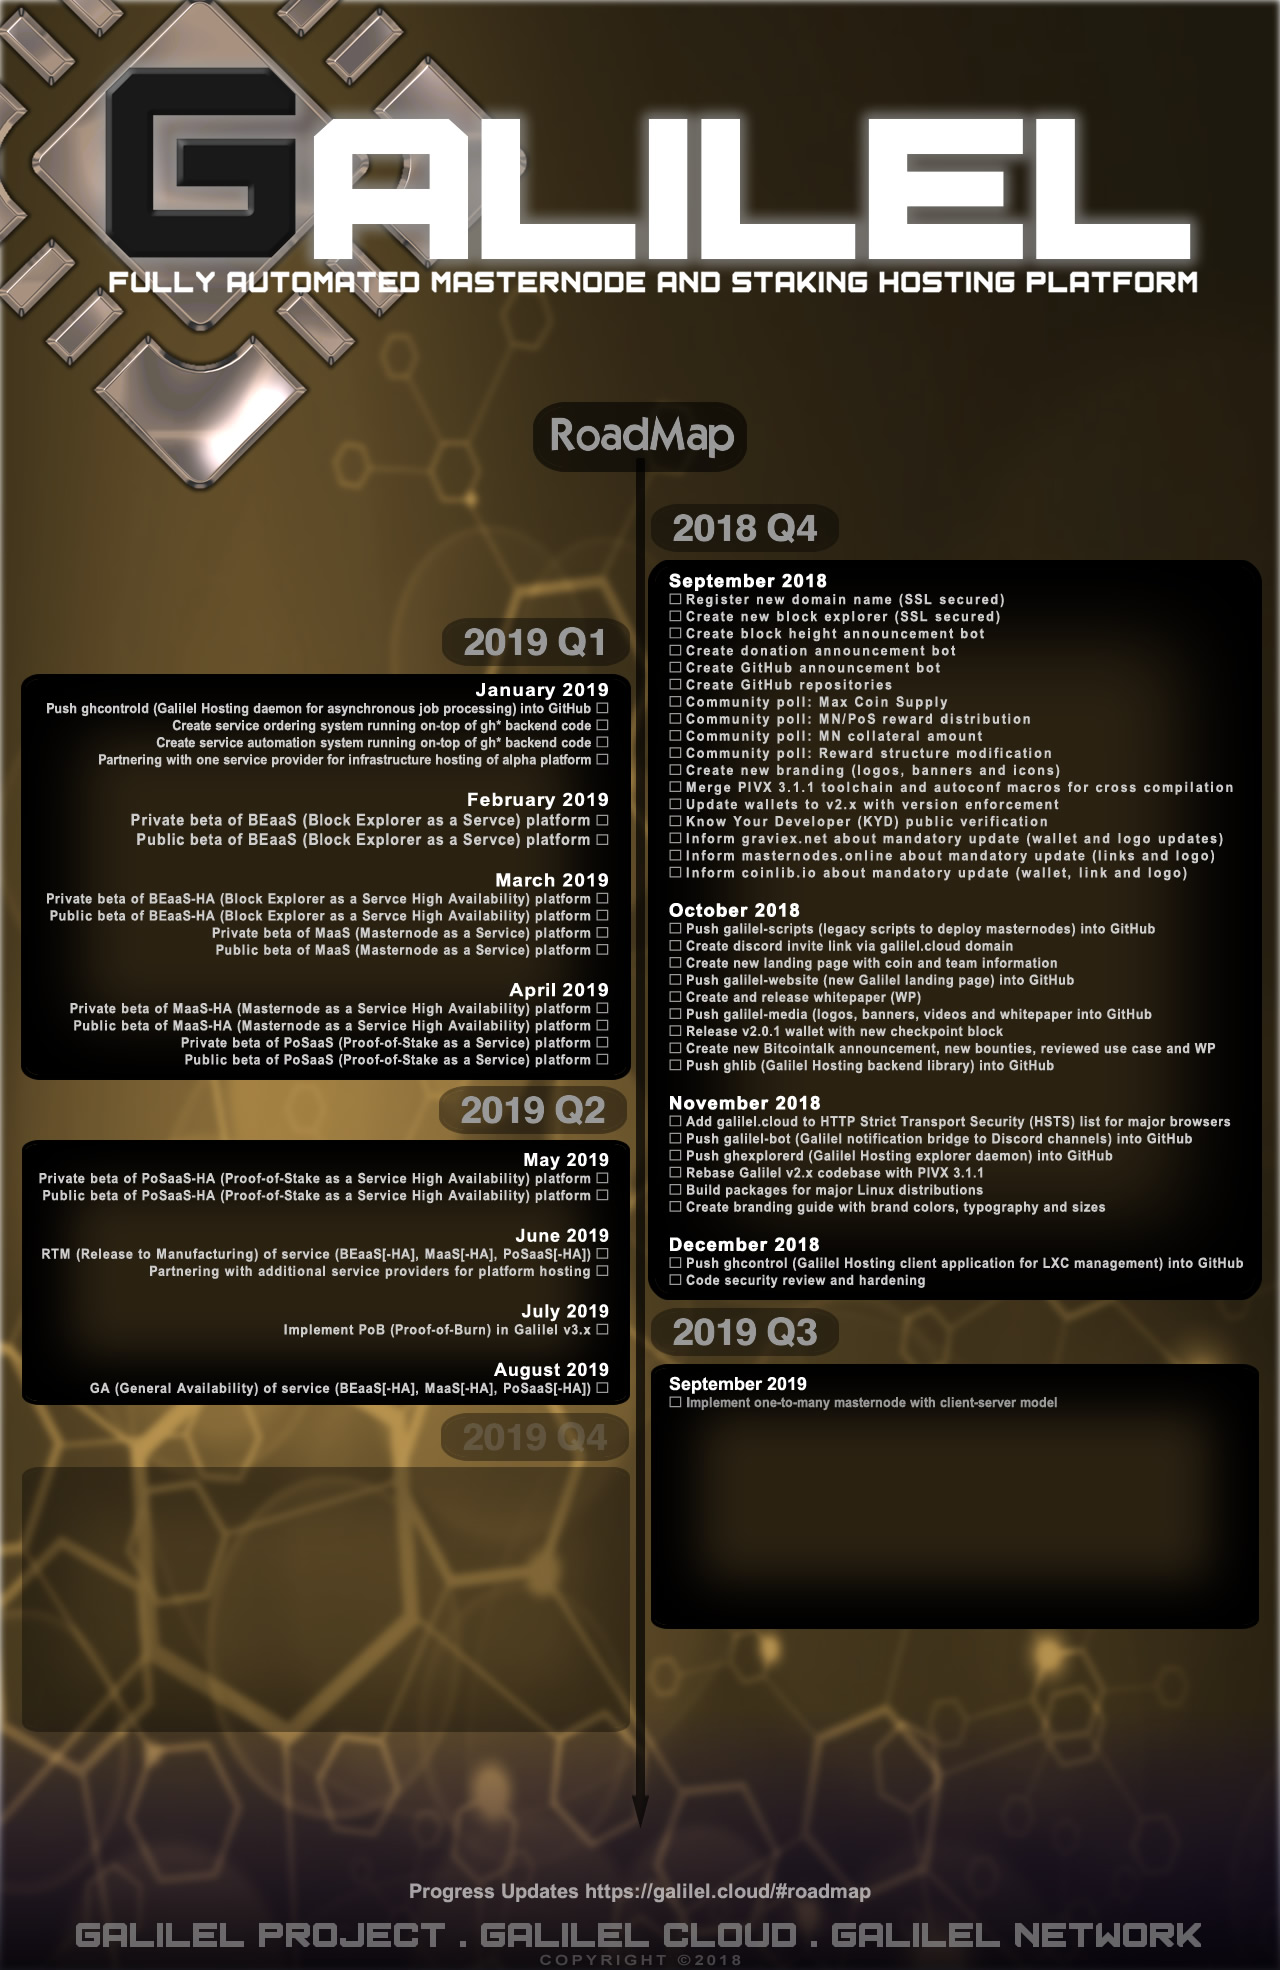 GALILEL
FULLY AUTOMATED MASTERNODE AND STAKING HOSTING PLATFORM
RoadMap
2018 Q4
September 2018
☐ Register new domain name (SSL secured)
☐ Create new block explorer (SSL secured)
☐ Create block height announcement bot
☐ Create donation announcement bot
☐ Create GitHub announcement bot
☐ Create GitHub repositories
☐ Community poll: Max Coin Supply
☐ Community poll: MN/PoS reward distribution
☐ Community poll: MN collateral amount
☐ Community poll: Reward structure modification
☐ Create new branding (logos, banners and icons)
☐ Merge PIVX 3.1.1 toolchain and autoconf macros for cross compilation
☐ Update wallets to v2.x with version enforcement
☐ Know Your Developer (KYD) public verification
☐ Inform graviex.net about mandatory update (wallet and logo updates)
☐ Inform masternodes.online about mandatory update (links and logo)
☐ Inform coinlib.io about mandatory update (wallet, link and logo)
October 2018
☐ Push galilel-scripts (legacy scripts to deploy masternodes) into GitHub
☐ Create discord invite link via galilel.cloud domain
☐ Create new landing page with coin and team information
☐ Push galilel-website (new Galilel landing page) into GitHub
☐ Create and release whitepaper (WP)
☐ Push galilel-media (logos, banners, videos and whitepaper into GitHub
☐ Release v2.0.1 wallet with new checkpoint block
☐ Create new Bitcointalk announcement, new bounties, reviewed use case and WP
☐ Push ghlib (Galilel Hosting backend library) into GitHub
November 2018
☐ Add galilel.cloud to HTTP Strict Transport Security (HSTS) list for major browsers
☐ Push galilel-bot (Galilel notification bridge to Discord channels) into GitHub
☐ Push ghexplorerd (Galilel Hosting explorer daemon) into GitHub
☐ Rebase Galilel v2.x codebase with PIVX 3.1.1
☐ Build packages for major Linux distributions
☐ Create branding guide with brand colors, typography and sizes
December 2018
☐ Push ghcontrol (Galilel Hosting client application for LXC management) into GitHub
☐ Code security review and hardening
2019 Q1
January 2019
Push ghcontrold (Galilel Hosting daemon for asynchronous job processing) into GitHub ☐
Create service ordering system running on-top of gh* backend code ☐
Create service automation system running on-top of gh* backend code ☐
Partnering with one service provider for infrastructure hosting of alpha platform ☐
February 2019
Private beta of BEaaS (Block Explorer as a Servce) platform ☐
Public beta of BEaaS (Block Explorer as a Servce) platform ☐
March 2019
Private beta of BEaaS-HA (Block Explorer as a Servce High Availability) platform ☐
Public beta of BEaaS-HA (Block Explorer as a Servce High Availability) platform ☐
Private beta of MaaS (Masternode as a Service) platform ☐
Public beta of MaaS (Masternode as a Service) platform ☐
April 2019
Private beta of MaaS-HA (Masternode as a Service High Availability) platform ☐
Public beta of MaaS-HA (Masternode as a Service High Availability) platform ☐
Private beta of PoSaaS (Proof-of-Stake as a Service) platform ☐
Public beta of PoSaaS (Proof-of-Stake as a Service) platform ☐
2019 Q2
May 2019
Private beta of PoSaaS-HA (Proof-of-Stake as a Service High Availability) platform ☐
Public beta of PoSaaS-HA (Proof-of-Stake as a Service High Availability) platform ☐
June 2019
RTM (Release to Manufacturing) of service (BEaaS[-HA], MaaS[-HA], PoSaaS[-HA]) ☐
Partnering with additional service providers for platform hosting ☐
July 2019
Implement PoB (Proof-of-Burn) in Galilel v3.x ☐
August 2019
GA (General Availability) of service (BEaaS[-HA], MaaS[-HA], PoSaaS[-HA]) ☐
2019 Q3
September 2019
☐ Implement one-to-many masternode with client-server model
2019 Q4
Progress Updates https://galilel.cloud/#roadmap
GALILEL PROJECT . GALILEL CLOUD . GALILEL NETWORK
COPYRIGHT ©2018